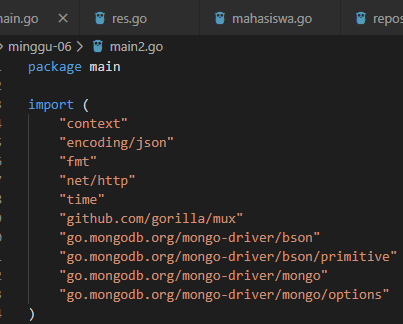 main.go res.go mahasiswa.go repos
minggu-06 main2.go
package main
import (
"context"
"encoding/json"
"fmt"
"net/http"
"time"
"github.com/gorilla/mux"
"go.mongodb.org/mongo-driver/bson"
"go.mongodb.org/mongo-driver/bson/primitive"
"go.mongodb.org/mongo-driver/mongo"
"go.mongodb.org/mongo-driver/mongo/options"
)